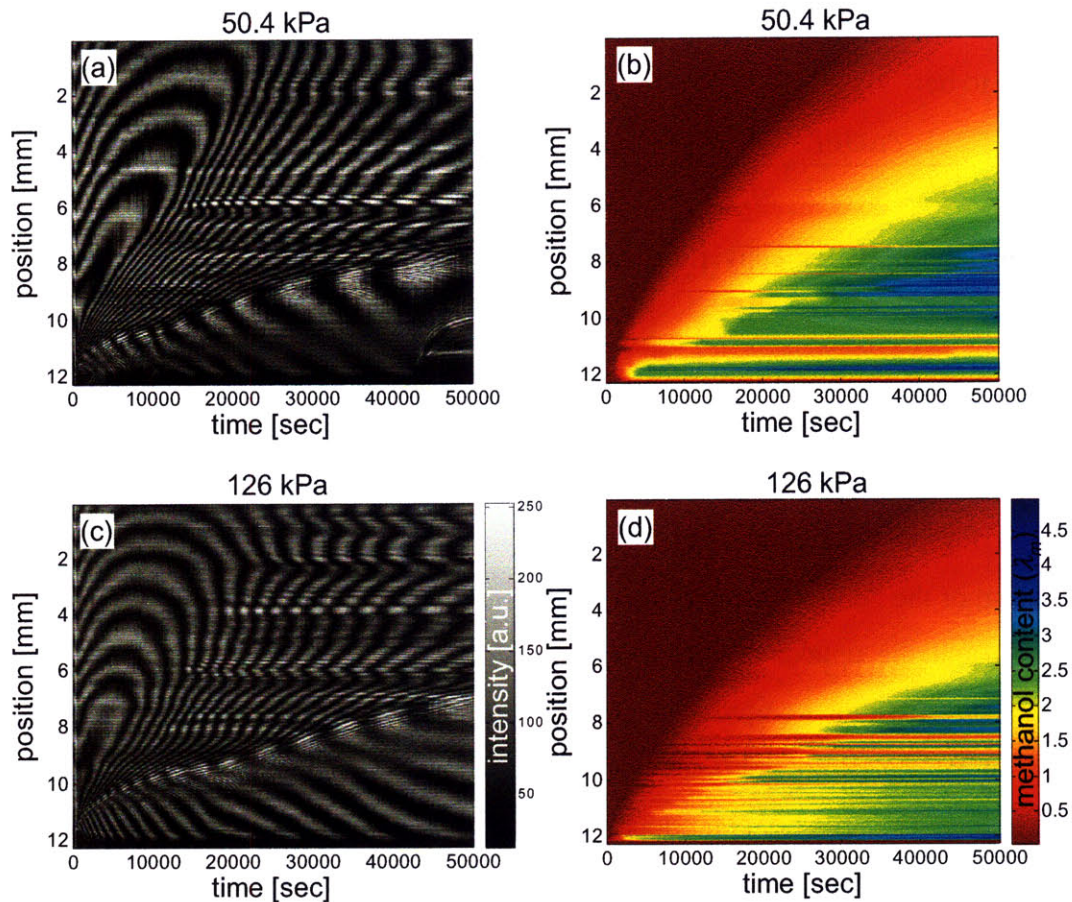 50.4 kPa
50.4 kPa
(a)
(b)
position [mm]
2
4
6
8
10
12
0 10000 20000 30000 40000 50000
time [sec]
position [mm]
2
4
6
8
10
12
0 10000 20000 30000 40000 50000
time [sec]
126 kPa
126 kPa
(c)
(d)
position [mm]
2
4
6
8
10
12
0 10000 20000 30000 40000 50000
time [sec]
intensity [a.u.]
250
200
150
100
50
position [mm]
2
4
6
8
10
12
0 10000 20000 30000 40000 50000
time [sec]
methanol content (λm)
4.5
4
3.5
3
2.5
2
1.5
1
0.5